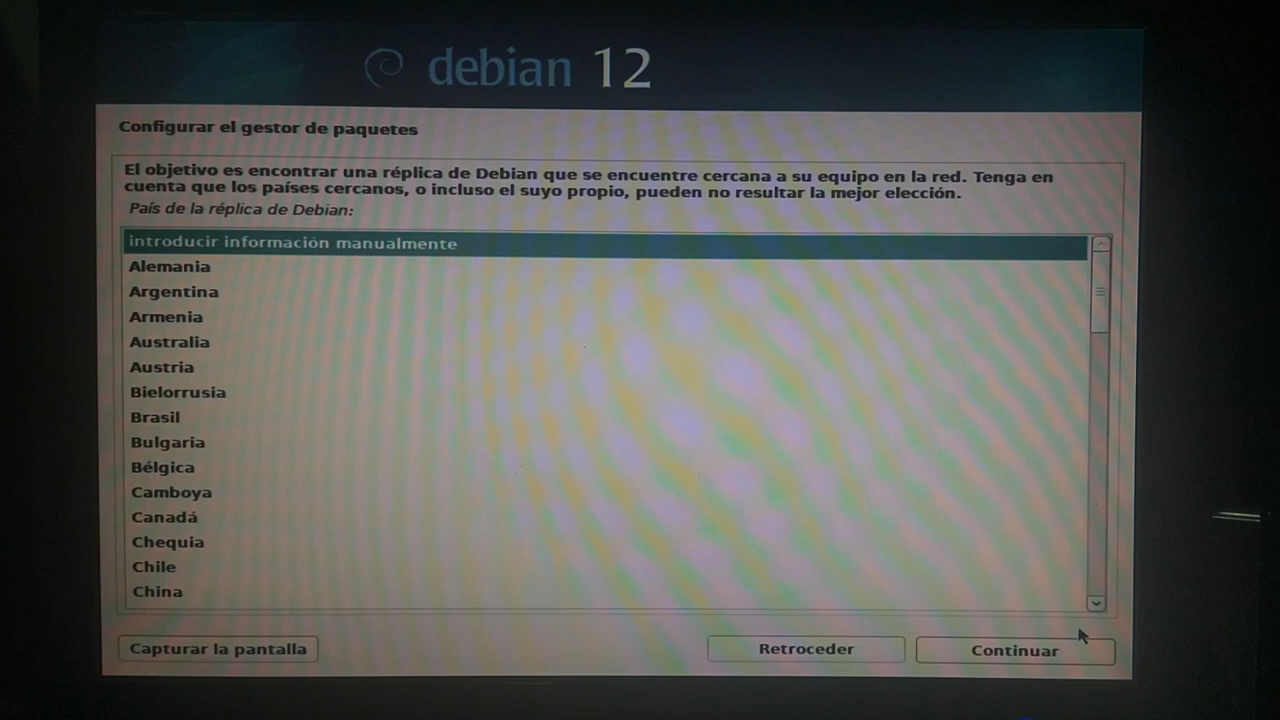 debian 12
Configurar el gestor de paquetes
El objetivo es encontrar una réplica de Debian que se encuentre cercana a su equipo en la red. Tenga en
cuenta que los países cercanos, o incluso el suyo propio, pueden no resultar la mejor elección.
País de la réplica de Debian:
introducir información manualmente
Alemania
Argentina
Armenia
Australia
Austria
Bielorrusia
Brasil
Bulgaria
Bélgica
Camboya
Canadá
Chequia
Chile
China
Capturar la pantalla
Retroceder
Continuar